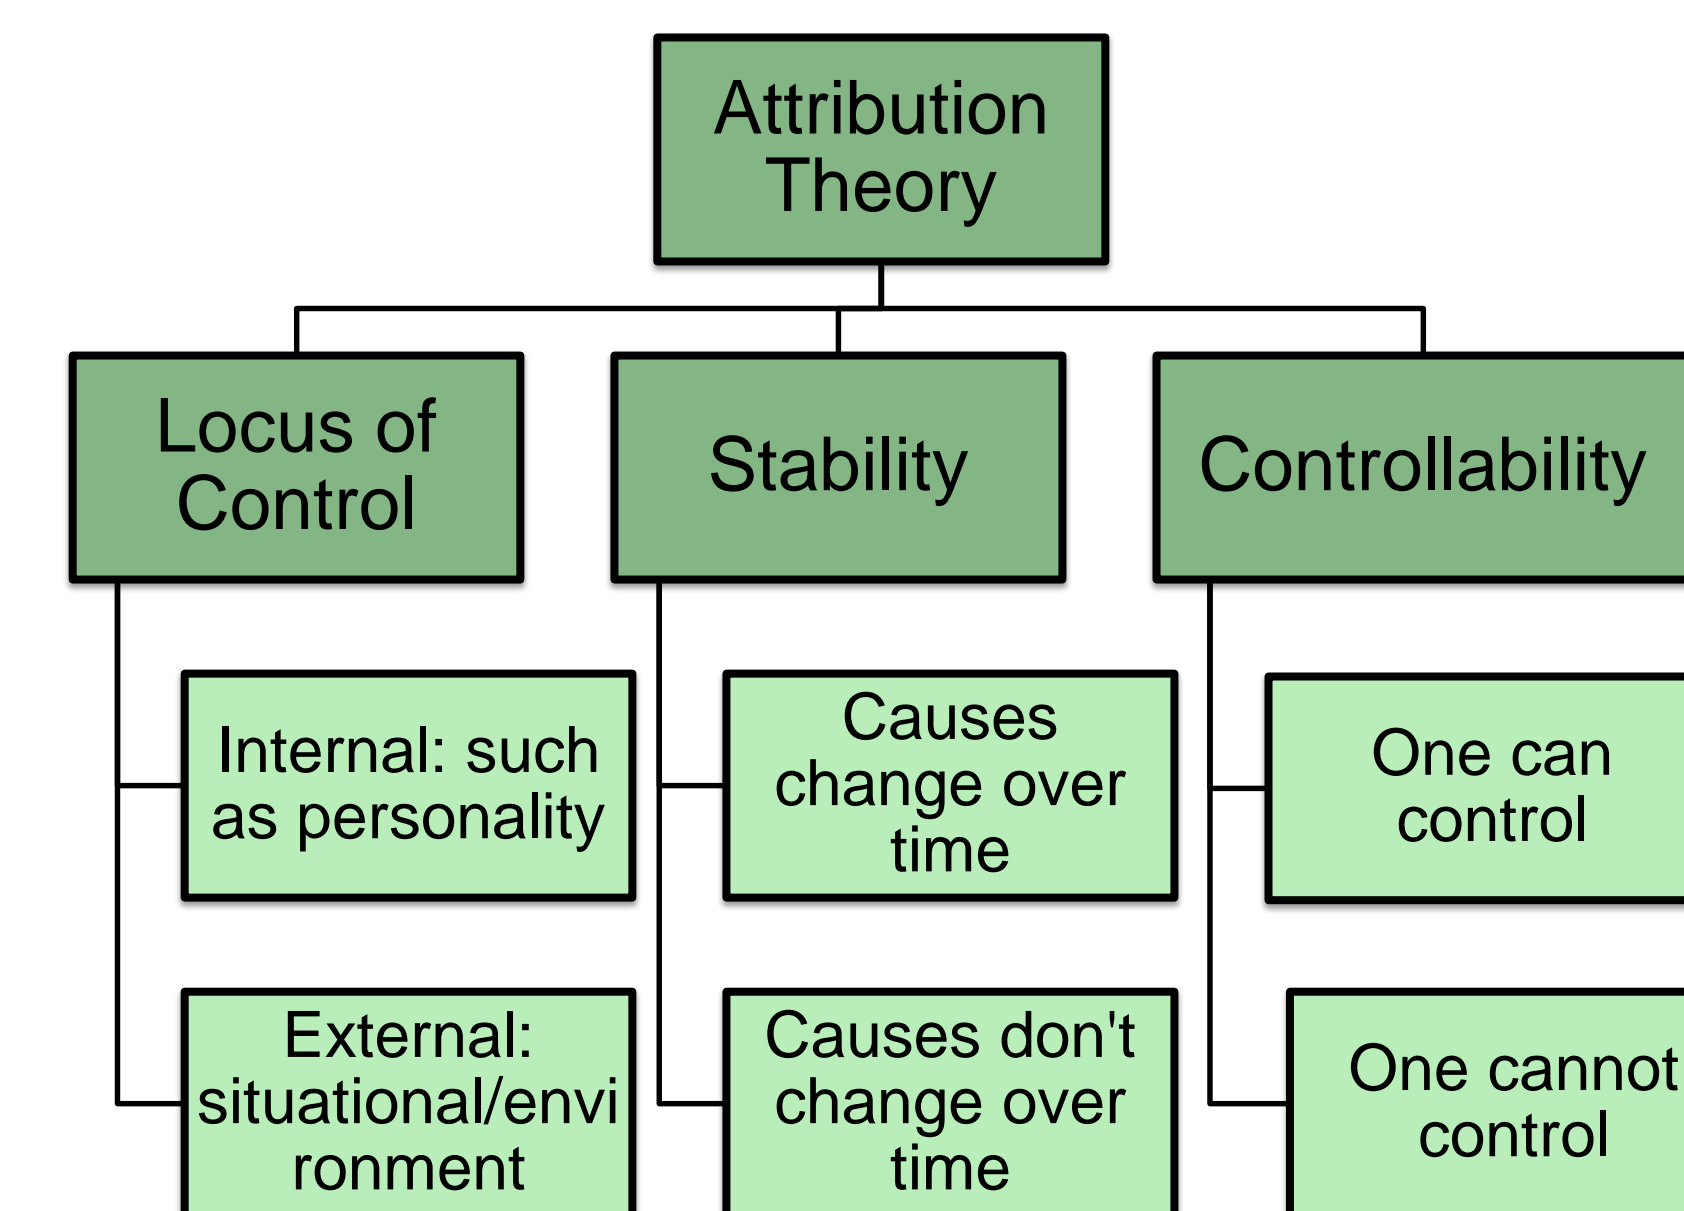 Attribution
Theory
Locus of
Control
Stability
Controllability
Internal: such
as personality
Causes
change over
time
One can
control
External:
situational/envi
ronment
Causes don't
change over
time
One cannot
control